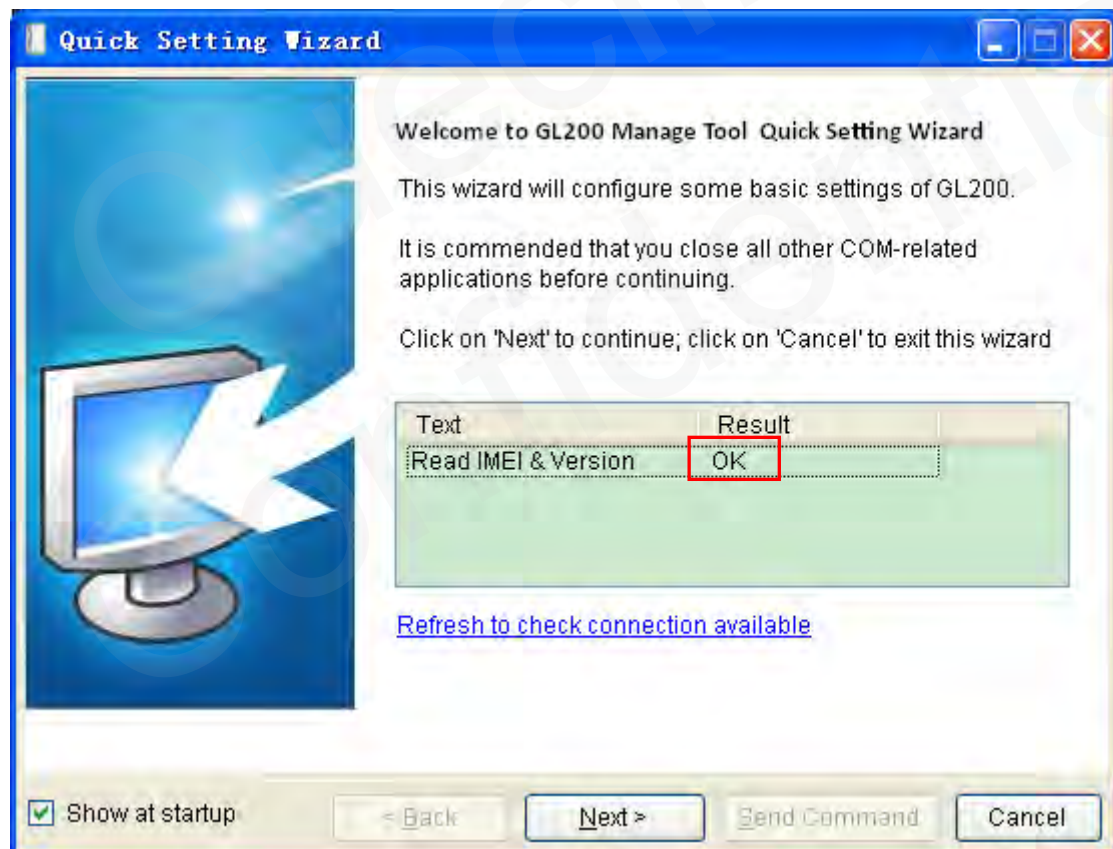 Quick Setting Wizard
Welcome to GL200 Manage Tool Quick Setting Wizard
This wizard will configure some basic settings of GL200.
It is commended that you close all other COM-related
applications before continuing.
Click on 'Next' to continue; click on 'Cancel' to exit this wizard
Text Result
Read IMEI & Version OK
Refresh to check connection available
Show at startup < Back Next > Send Command Cancel